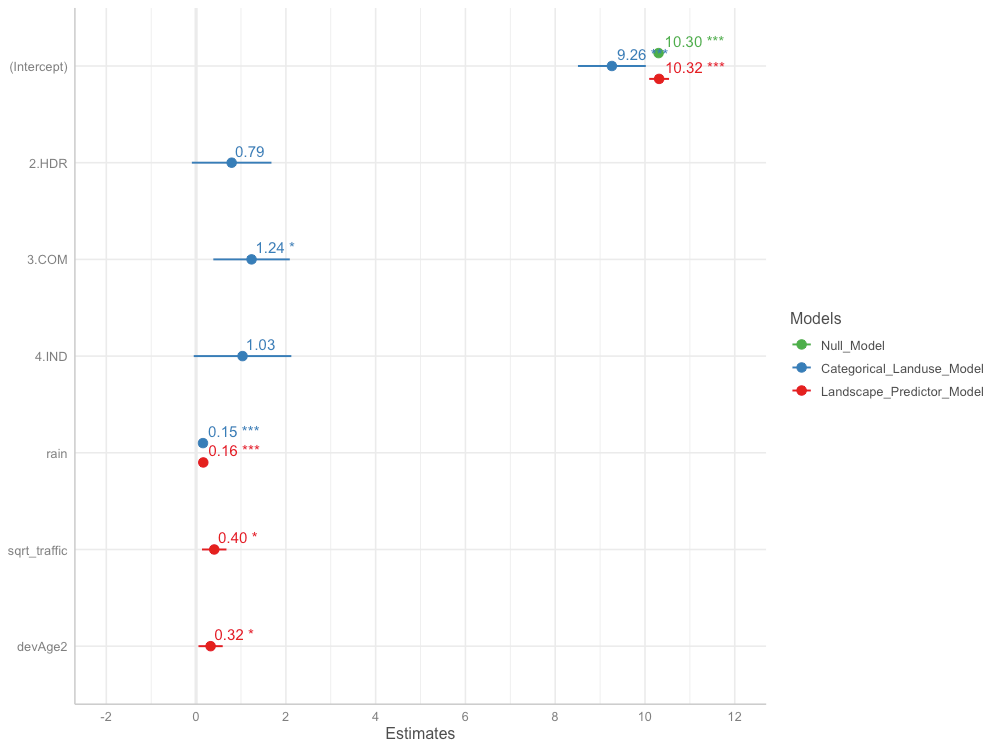 10.30 ***
(Intercept)
9.26 ***
10.32 ***
2.HDR
0.79
3.COM
1.24 *
4.IND
1.03
rain
0.15 ***
0.16 ***
sqrt_traffic
0.40 *
devAge2
0.32 *
-2 0 2 4 6 8 10 12
Estimates
Models
Null_Model
Categorical_Landuse_Model
Landscape_Predictor_Model